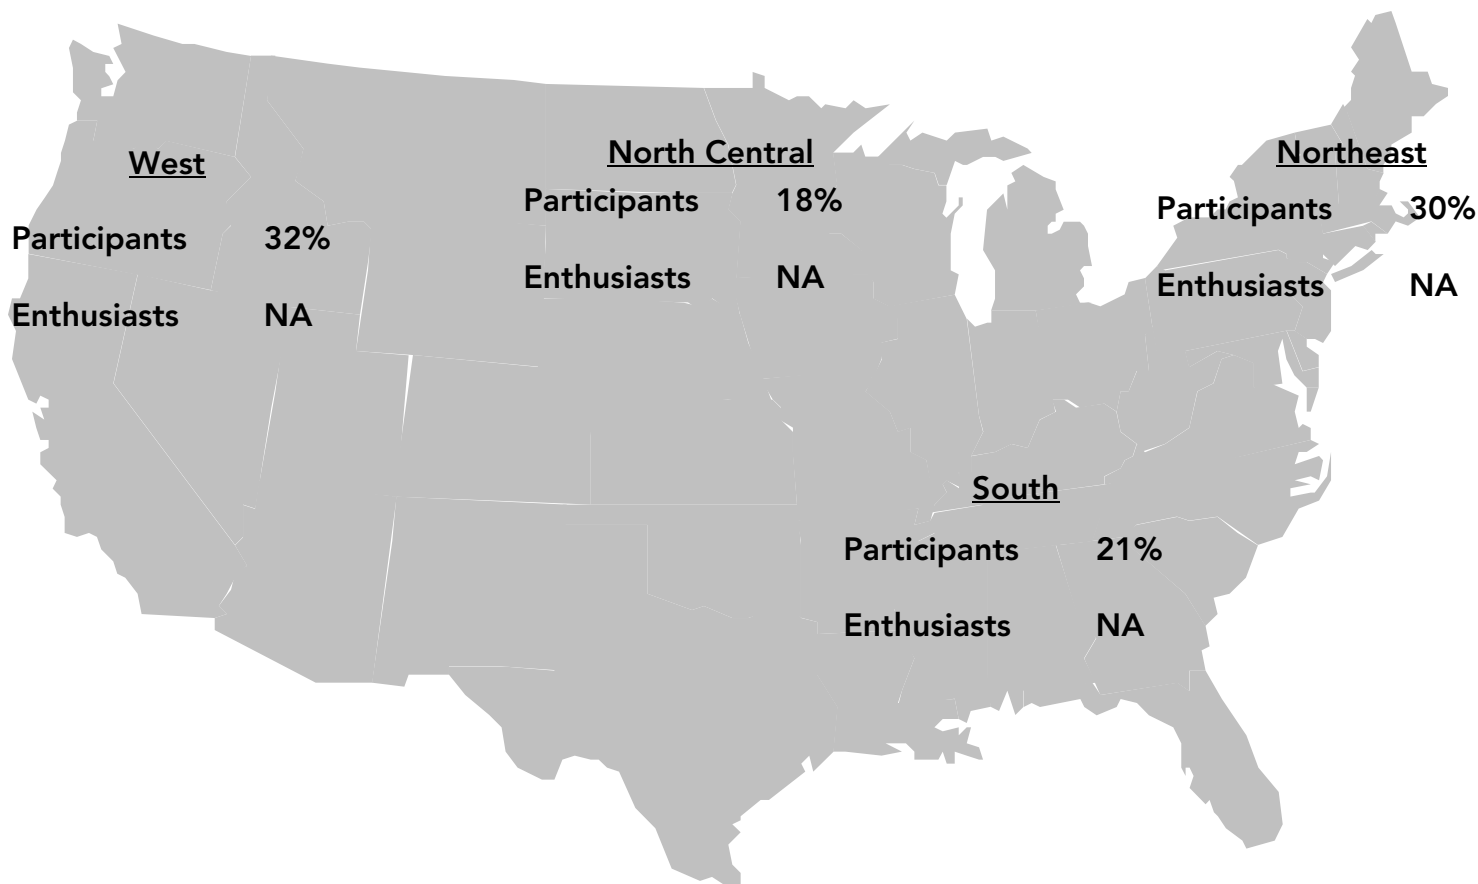 West
Participants 32%
Enthusiasts NA
North Central
Participants 18%
Enthusiasts NA
Northeast
Participants 30%
Enthusiasts NA
South
Participants 21%
Enthusiasts NA